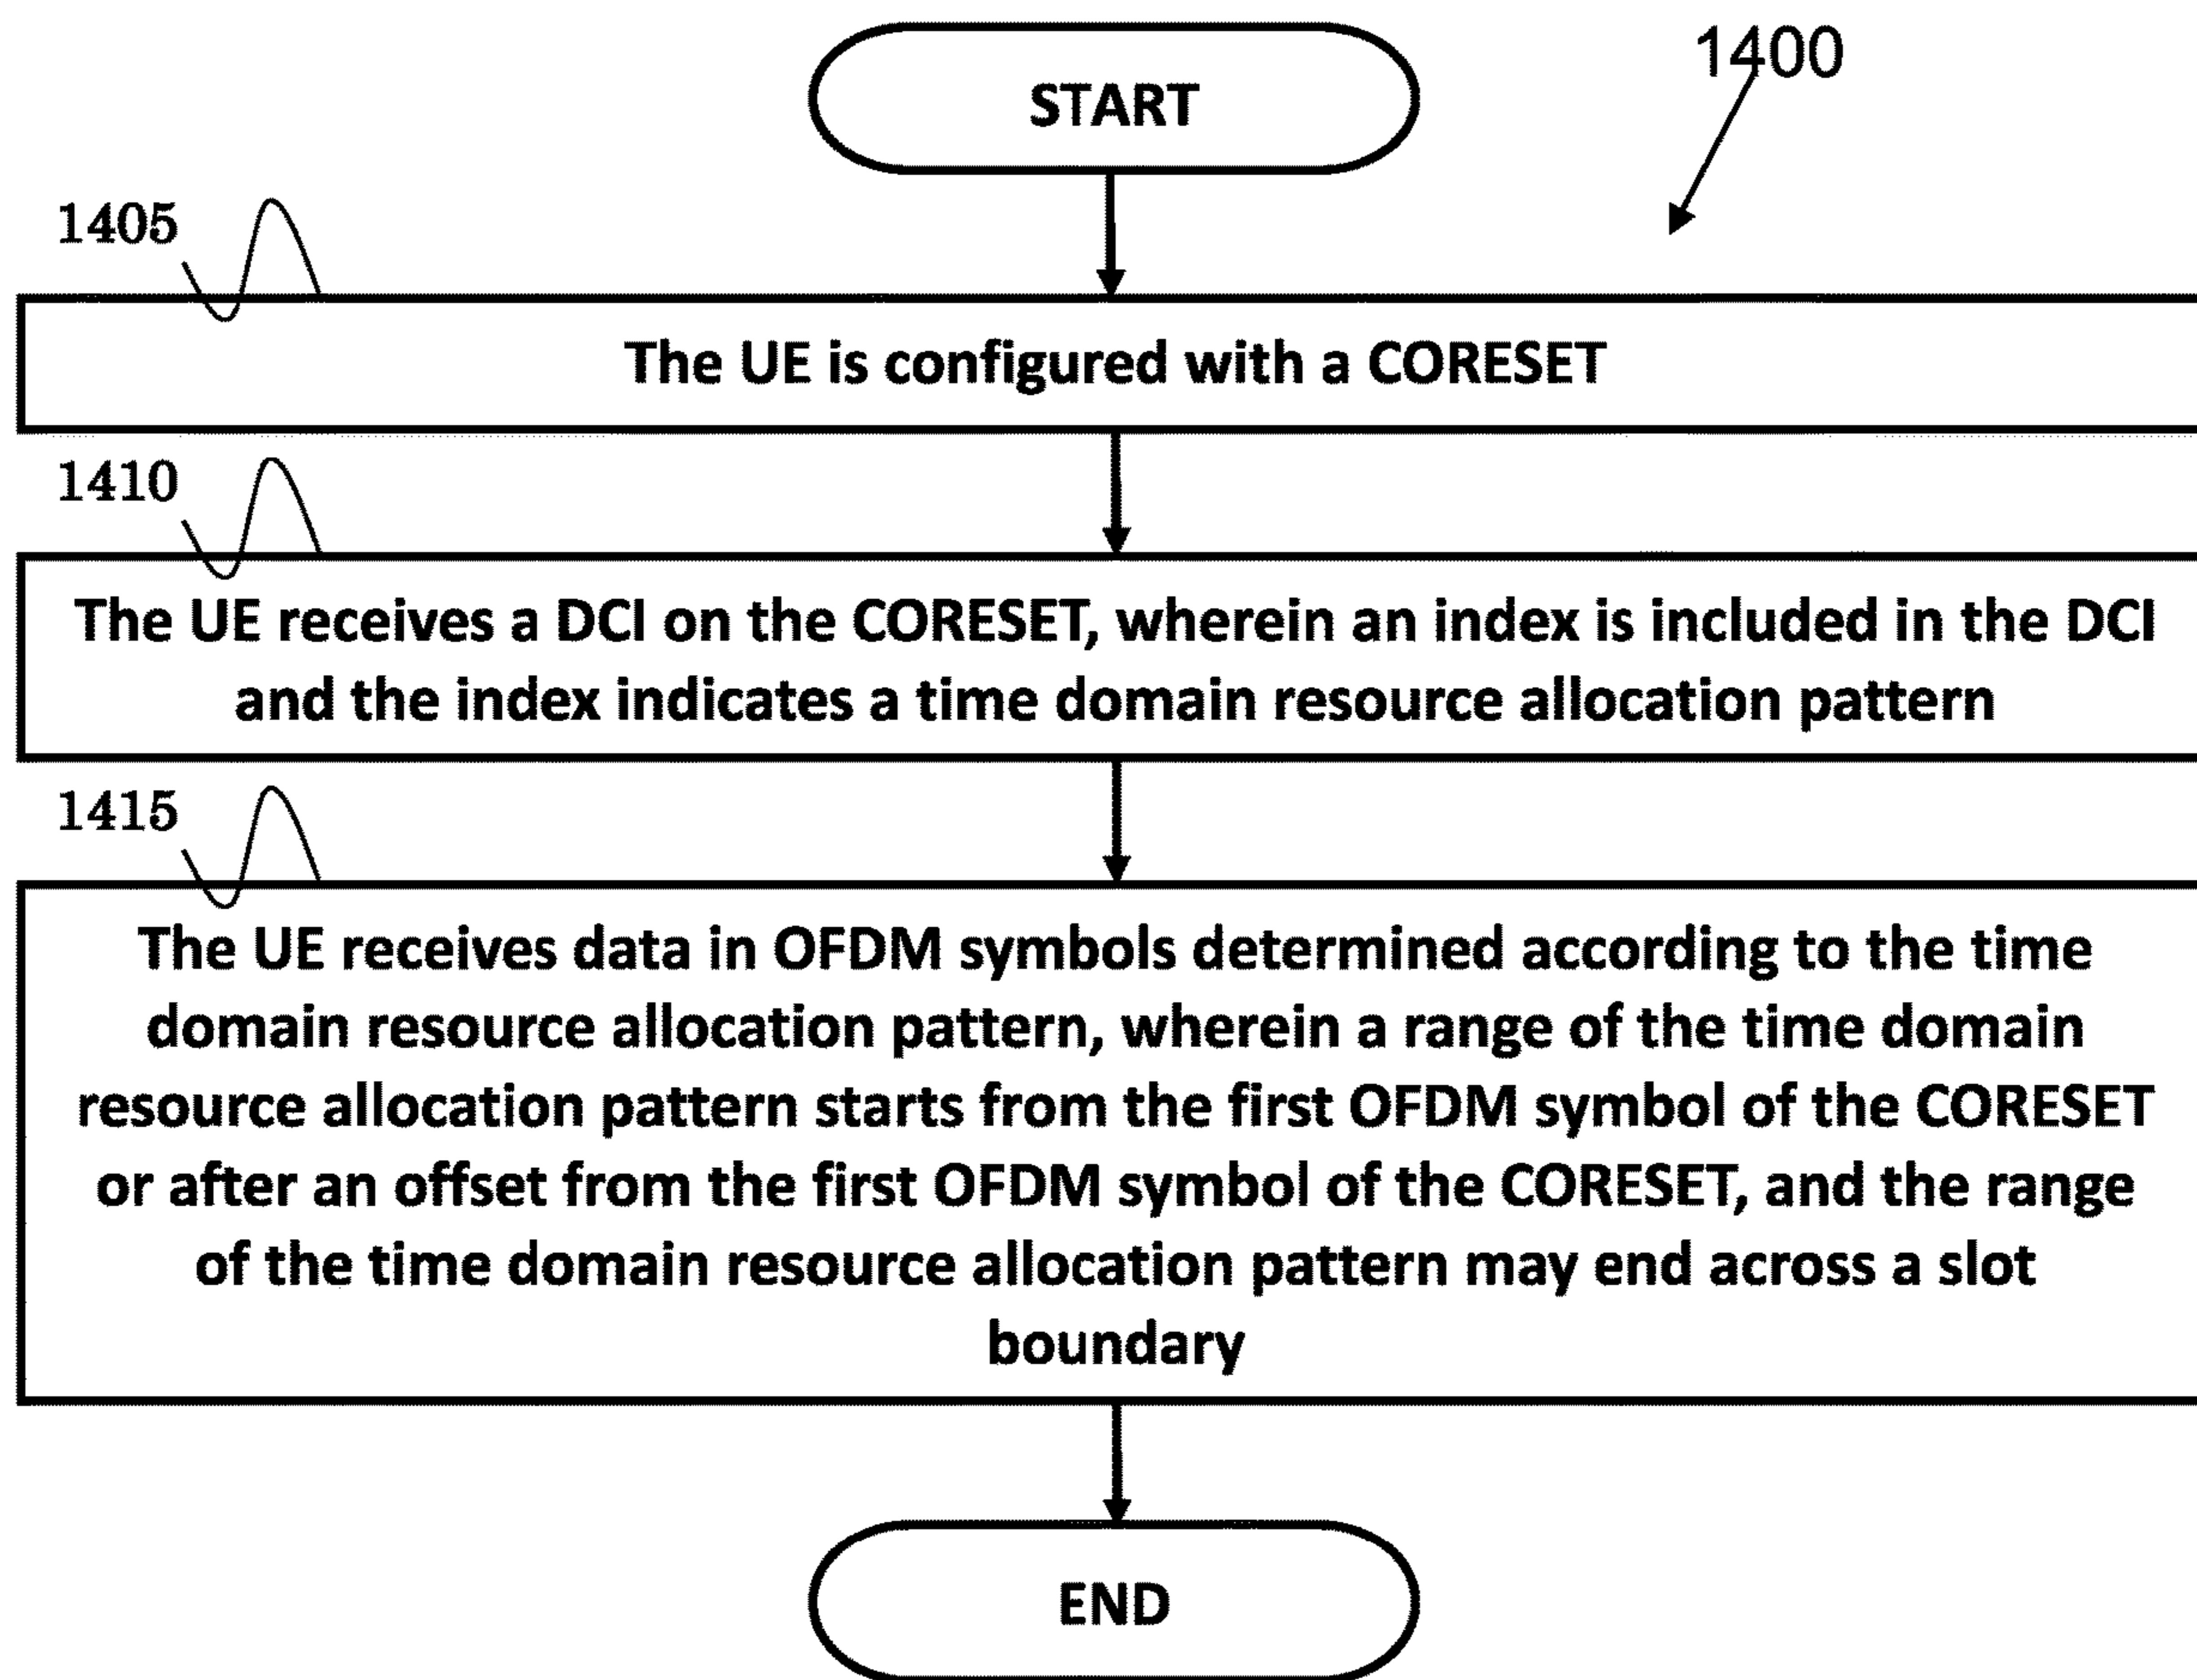 START
1400
1405
The UE is configured with a CORESET
1410
The UE receives a DCI on the CORESET, wherein an index is included in the DCI
and the index indicates a time domain resource allocation pattern
1415
The UE receives data in OFDM symbols determined according to the time
domain resource allocation pattern, wherein a range of the time domain
resource allocation pattern starts from the first OFDM symbol of the CORESET
or after an offset from the first OFDM symbol of the CORESET, and the range
of the time domain resource allocation pattern may end across a slot
boundary
END